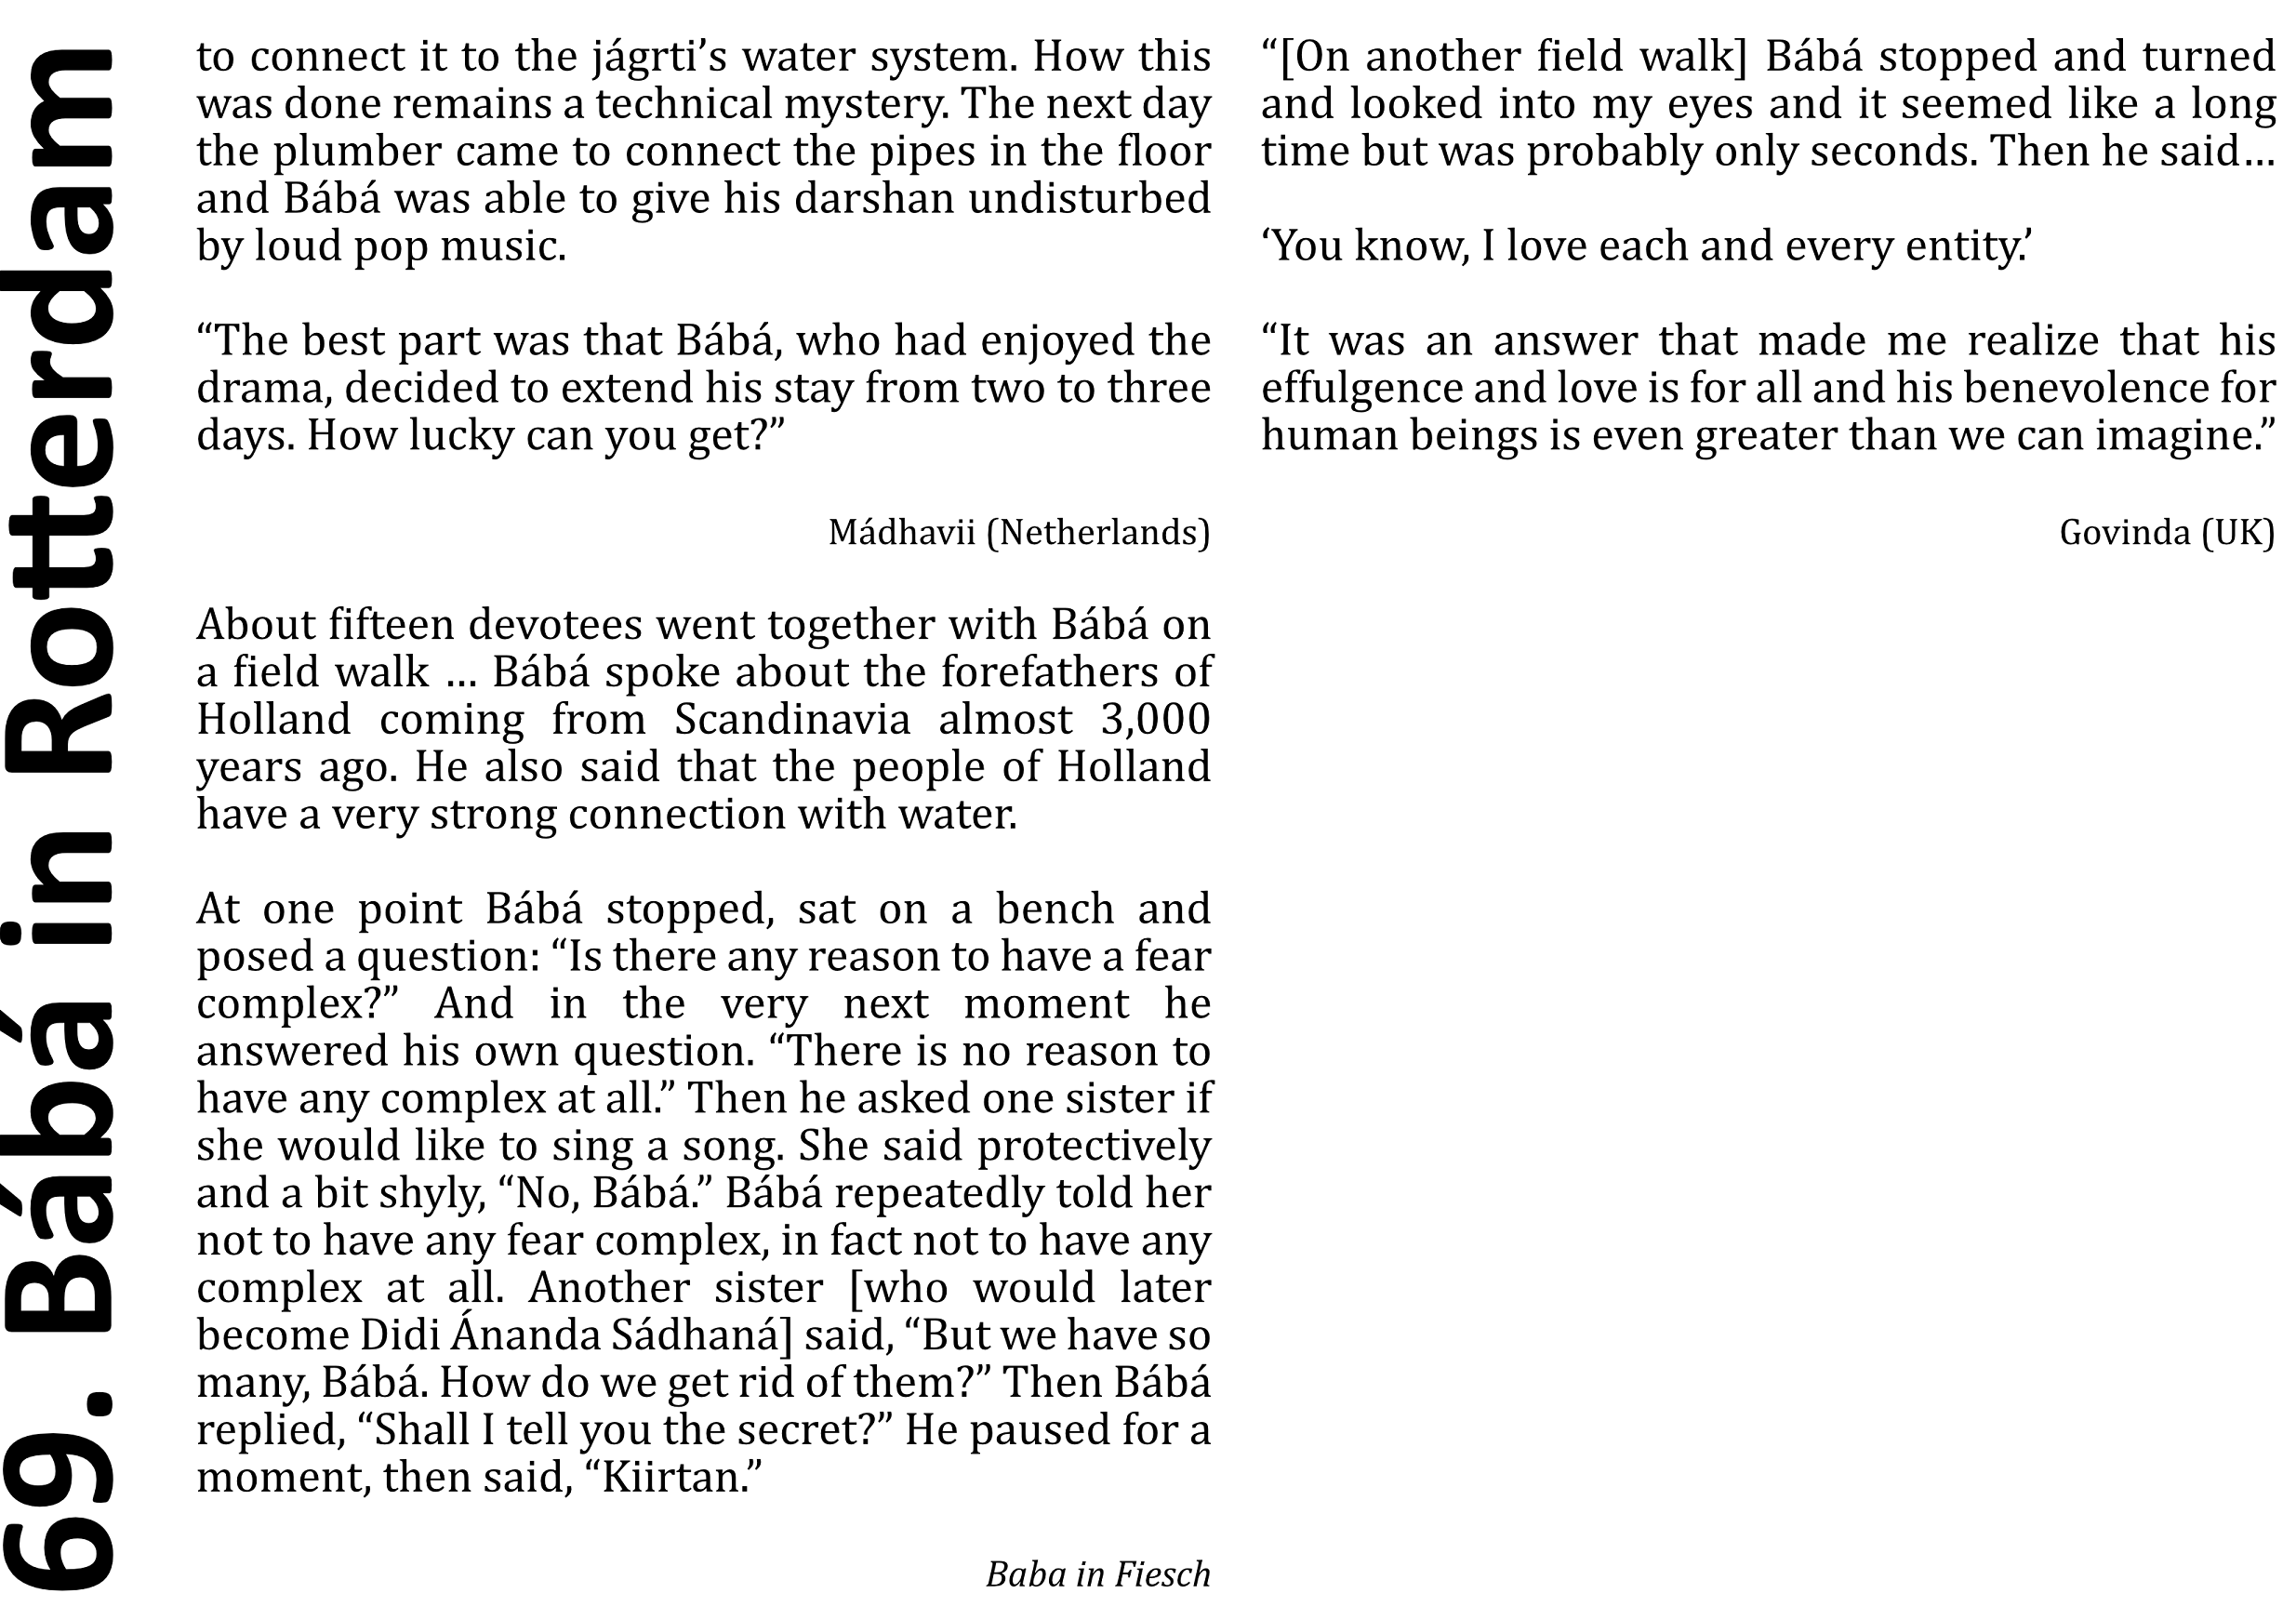 69. Bábá in Rotterdam
to connect it to the jágrti’s water system. How this
was done remains a technical mystery. The next day
the plumber came to connect the pipes in the floor
and Bábá was able to give his darshan undisturbed
by loud pop music.
“The best part was that Bábá, who had enjoyed the
drama, decided to extend his stay from two to three
days. How lucky can you get?”
Mádhavii (Netherlands)
About fifteen devotees went together with Bábá on
a field walk ... Bábá spoke about the forefathers of
Holland coming from Scandinavia almost 3,000
years ago. He also said that the people of Holland
have a very strong connection with water.
At one point Bábá stopped, sat on a bench and
posed a question: “Is there any reason to have a fear
complex?” And in the very next moment he
answered his own question. “There is no reason to
have any complex at all.” Then he asked one sister if
she would like to sing a song. She said protectively
and a bit shyly, “No, Bábá.” Bábá repeatedly told her
not to have any fear complex, in fact not to have any
complex at all. Another sister [who would later
become Didi Ánanda Sádhaná] said, “But we have so
many, Bábá. How do we get rid of them?” Then Bábá
replied, “Shall I tell you the secret?” He paused for a
moment, then said, “Kiirtan.”
Baba in Fiesch
“[On another field walk] Bábá stopped and turned
and looked into my eyes and it seemed like a long
time but was probably only seconds. Then he said…
‘You know, I love each and every entity.’
“It was an answer that made me realize that his
effulgence and love is for all and his benevolence for
human beings is even greater than we can imagine.”
Govinda (UK)